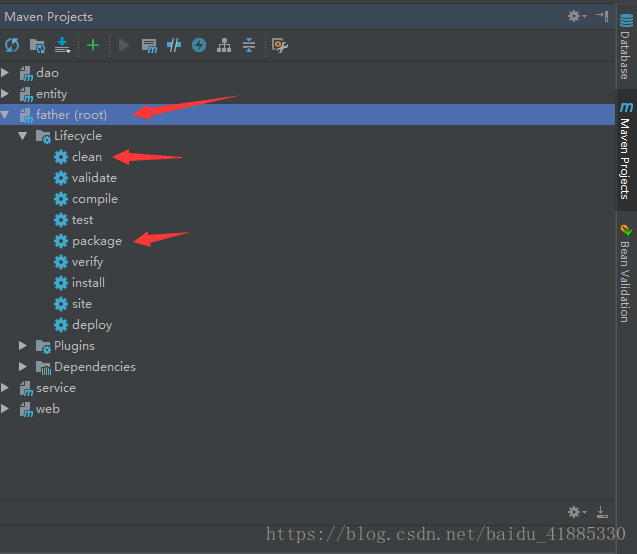 Maven Projects
dao
entity
father (root)
Lifecycle
clean
validate
compile
test
package
verify
install
site
deploy
Plugins
Dependencies
service
web
Database
Maven Projects
Bean Validation
https://blog.csdn.net/baidu_41885330